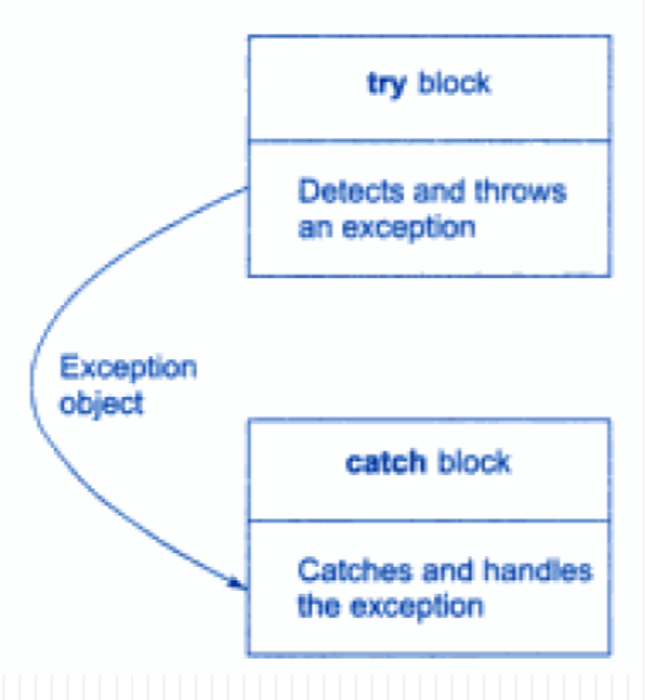 try block
Detects and throws
an exception
Exception
object
catch block
Catches and handles
the exception